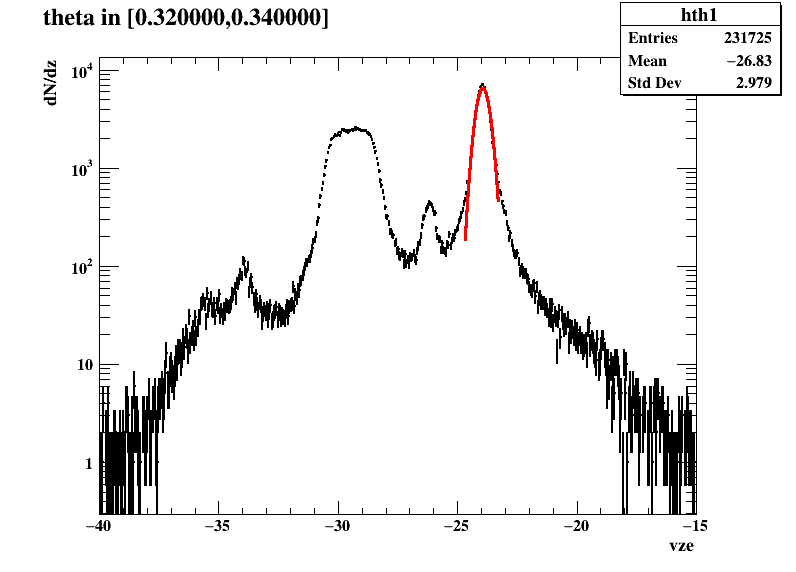 theta in [0.320000,0.340000]
hth1
Entries 231725
Mean −26.83
Std Dev 2.979
dN/dz
10^4
10^3
10^2
10
1
−40 −35 −30 −25 −20 −15
vze